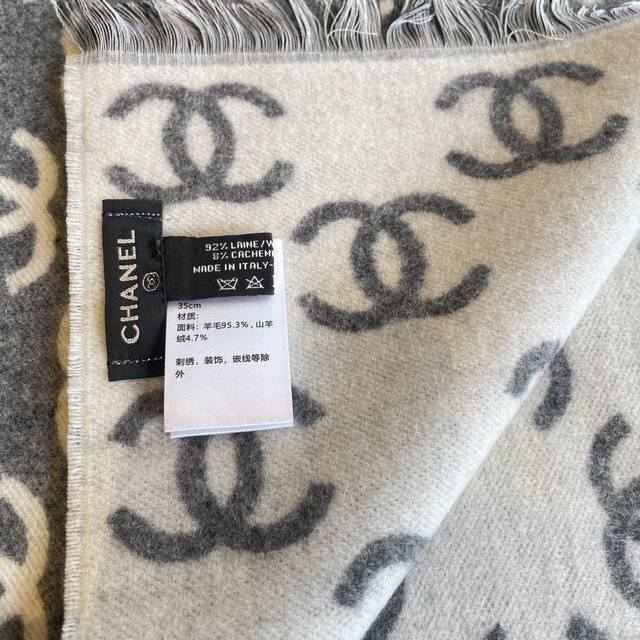 CHANEL
92% LAINE/W
8% CACHEM
MADE IN ITALY-
35cm
材质:
面料: 羊毛95.3%, 山羊
绒4.7%
刺绣, 装饰, 嵌线等除
外